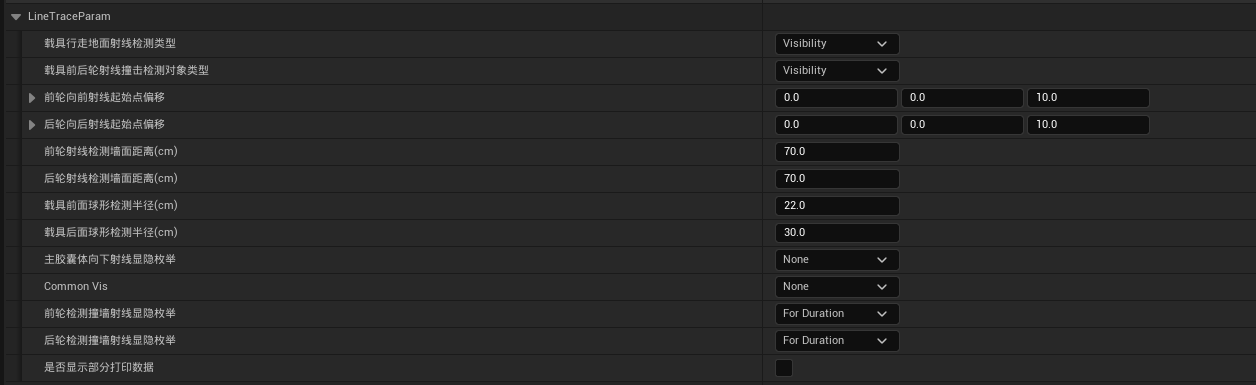 LineTraceParam
载具行走地面射线检测类型 Visibility
载具前后轮射线撞击检测对象类型 Visibility
前轮向前射线起始点偏移 0.0 0.0 10.0
后轮向后射线起始点偏移 0.0 0.0 10.0
前轮射线检测墙面距离(cm) 70.0
后轮射线检测墙面距离(cm) 70.0
载具前面球形检测半径(cm) 22.0
载具后面球形检测半径(cm) 30.0
主胶囊体向下射线显隐枚举 None
Common Vis None
前轮检测撞墙射线显隐枚举 For Duration
后轮检测撞墙射线显隐枚举 For Duration
是否显示部分打印数据